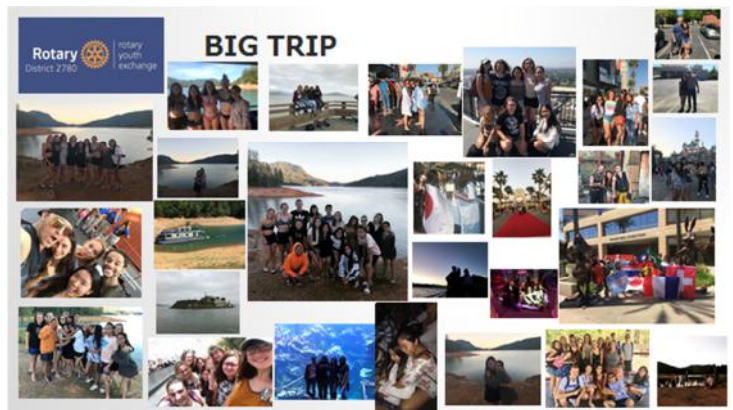 Rotary
District 2780
rotary
youth
exchange
BIG TRIP